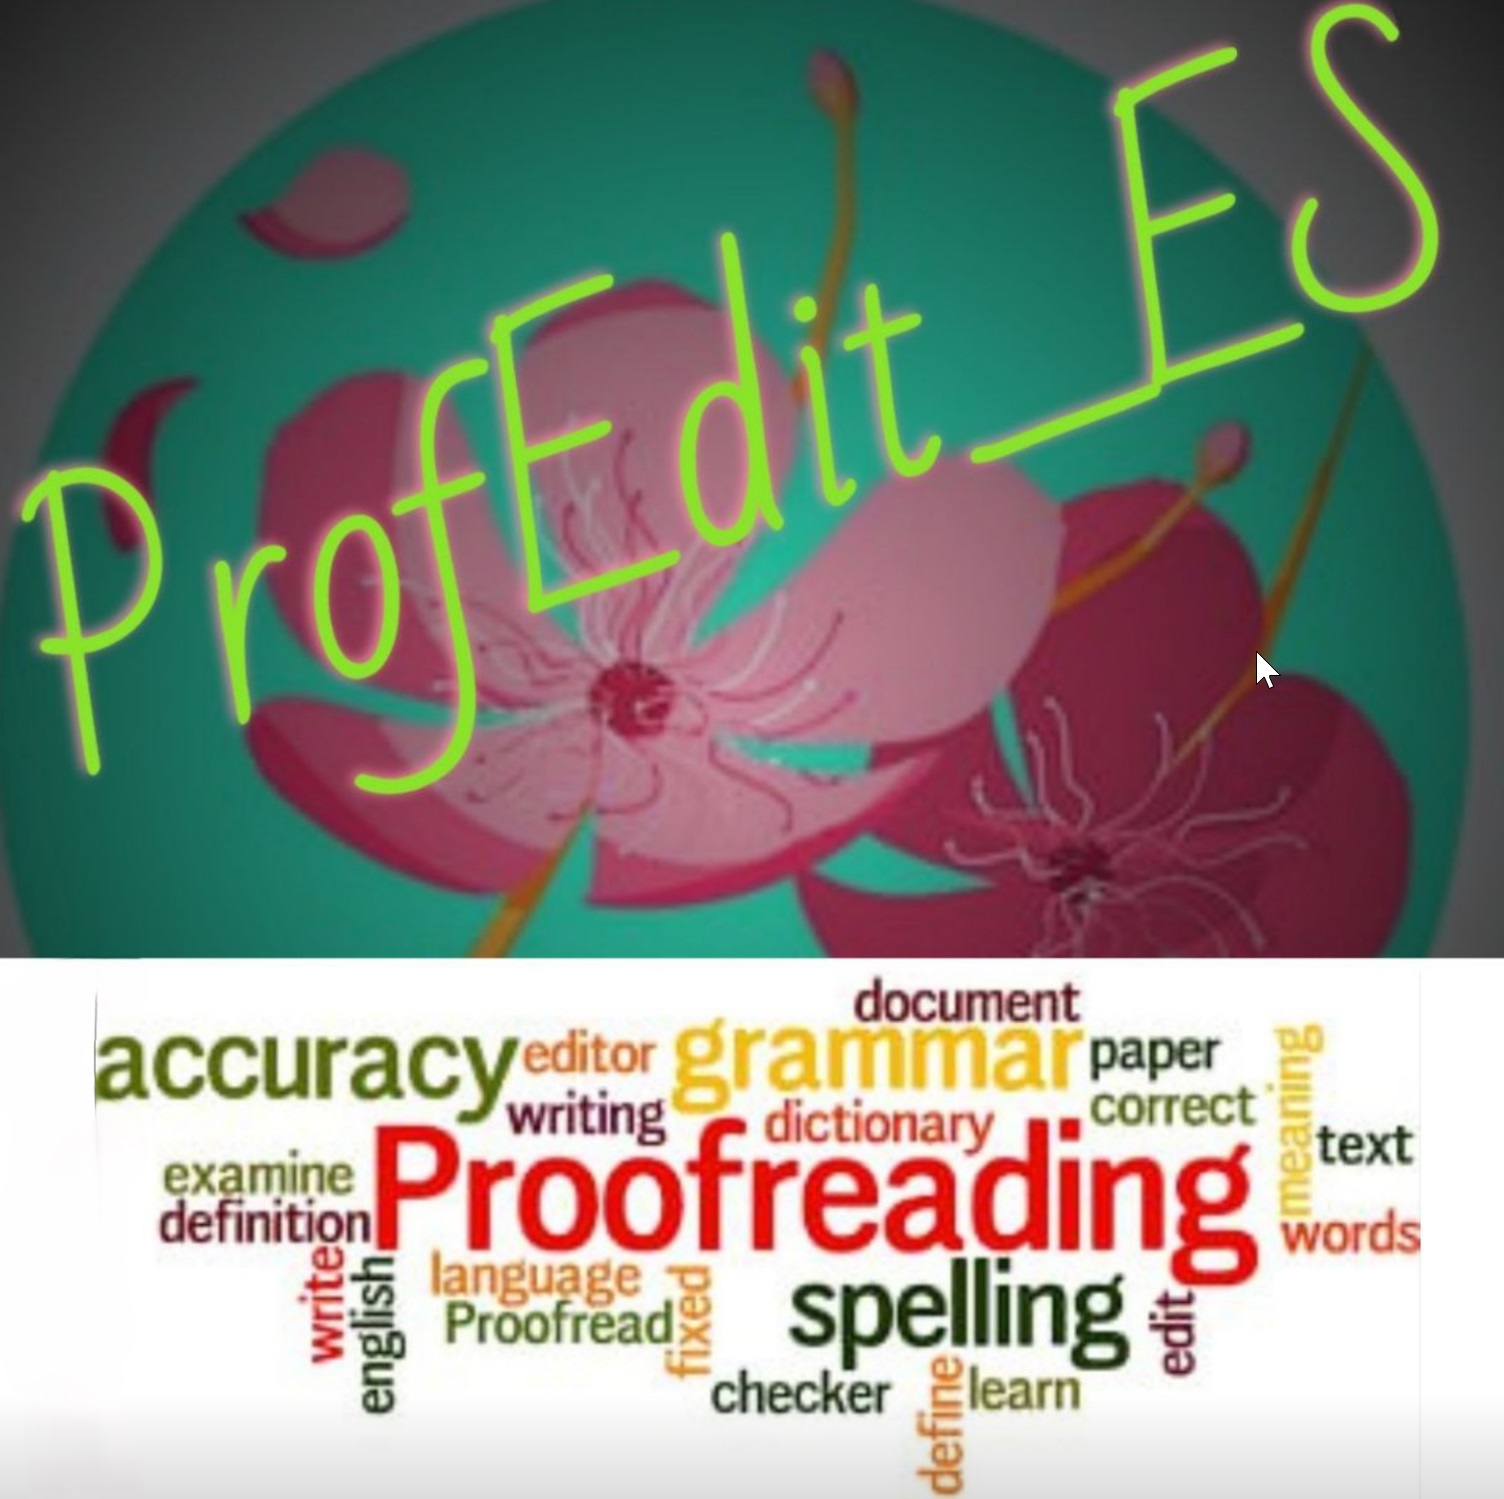 ProfEdit_ES
document
accuracy editor grammar paper
meaning
writing dictionary correct
text
examine Proofreading
definition words
write english language fixed spelling edit
Proofread
checker define learn